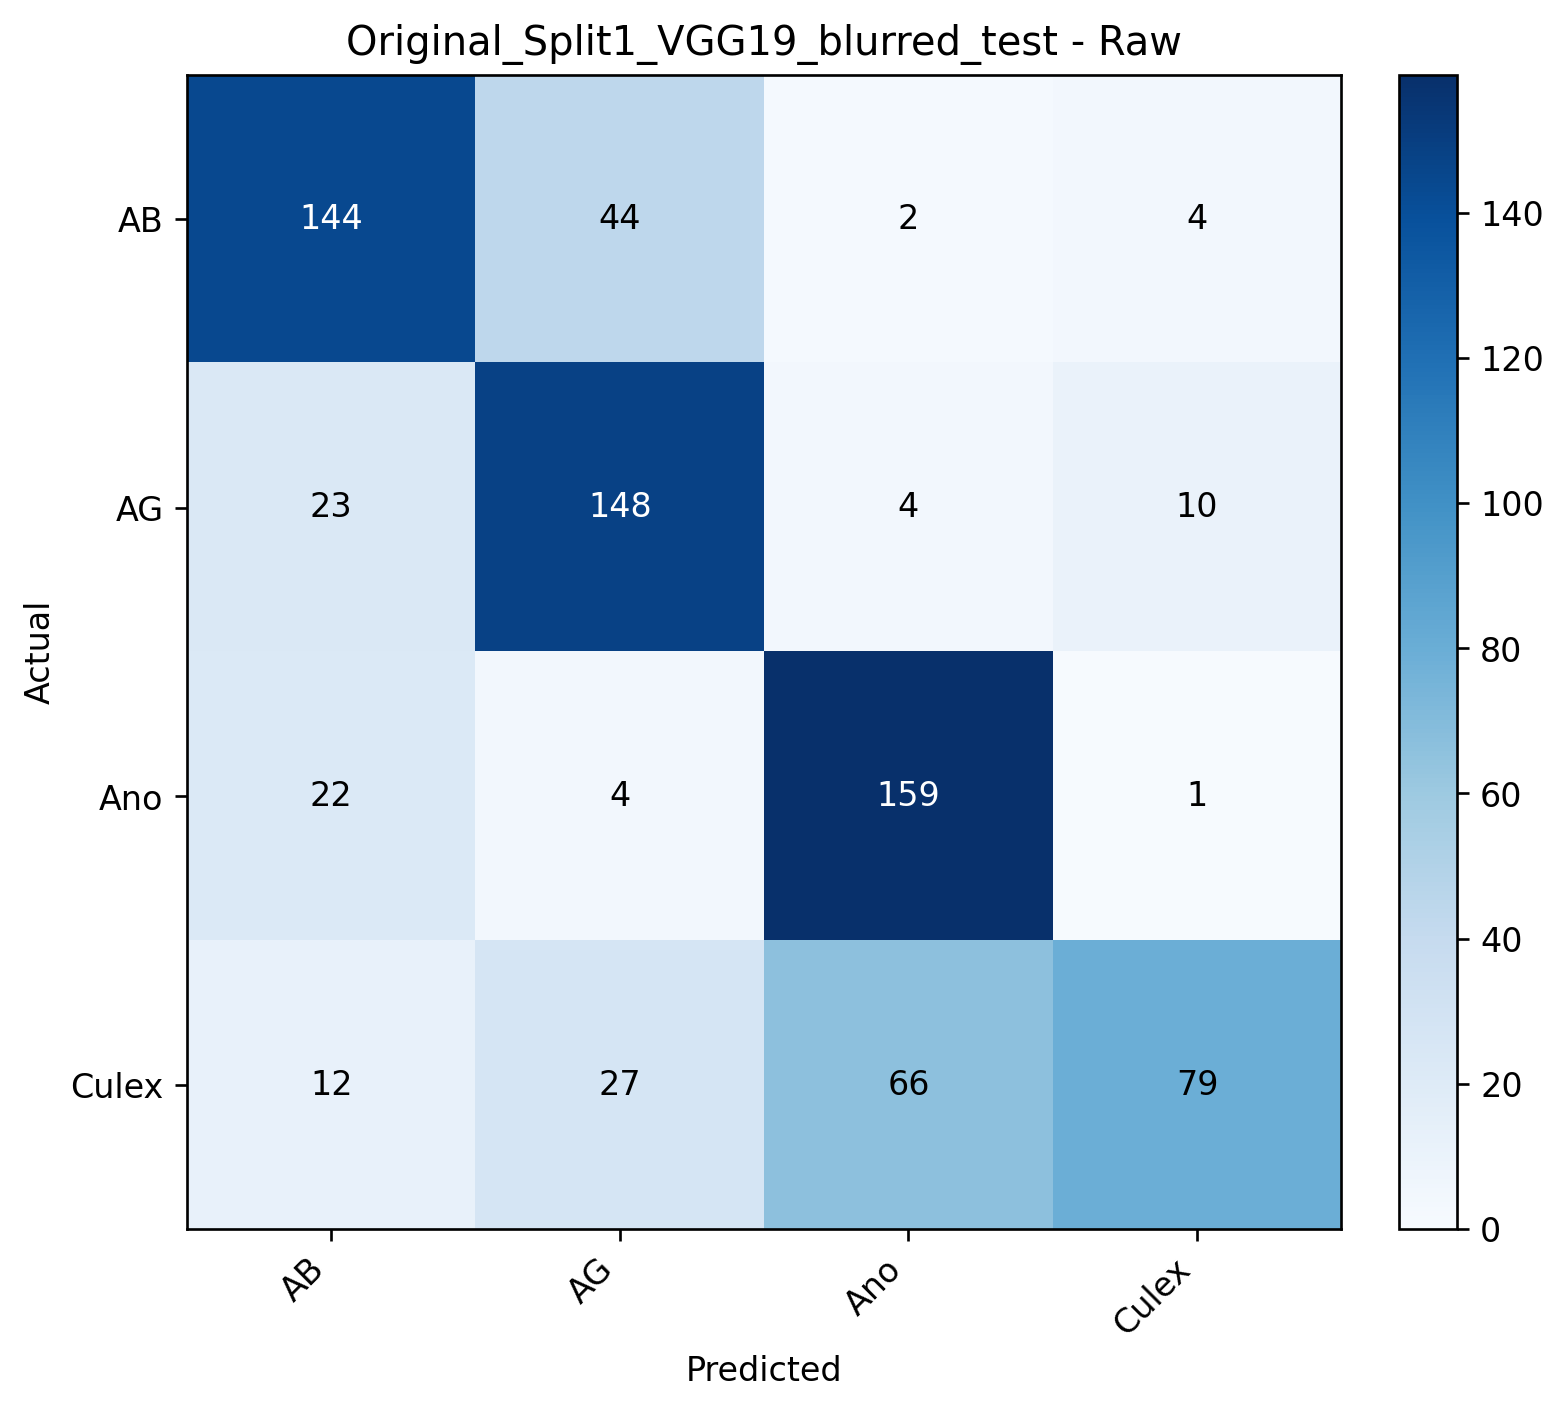 Original_Split1_VGG19_blurred_test - Raw
Actual
AB 144 44 2 4
AG 23 148 4 10
Ano 22 4 159 1
Culex 12 27 66 79
AB AG Ano Culex
Predicted
140
120
100
80
60
40
20
0